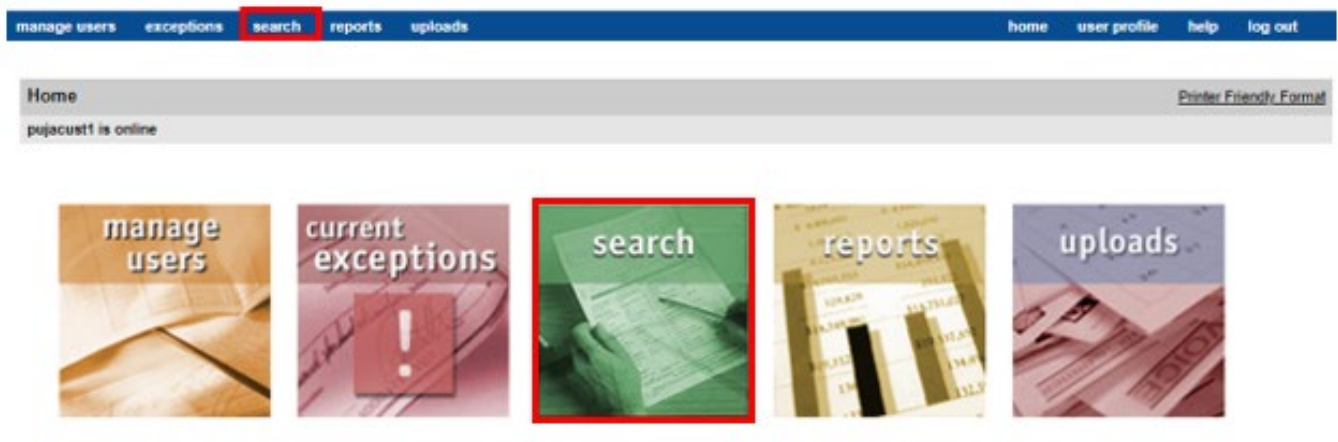 manage users exceptions search reports uploads home user profile help log out
Home Printer Friendly Format
pujacust1 is online
manage
users
current
exceptions
!
search
reports
uploads